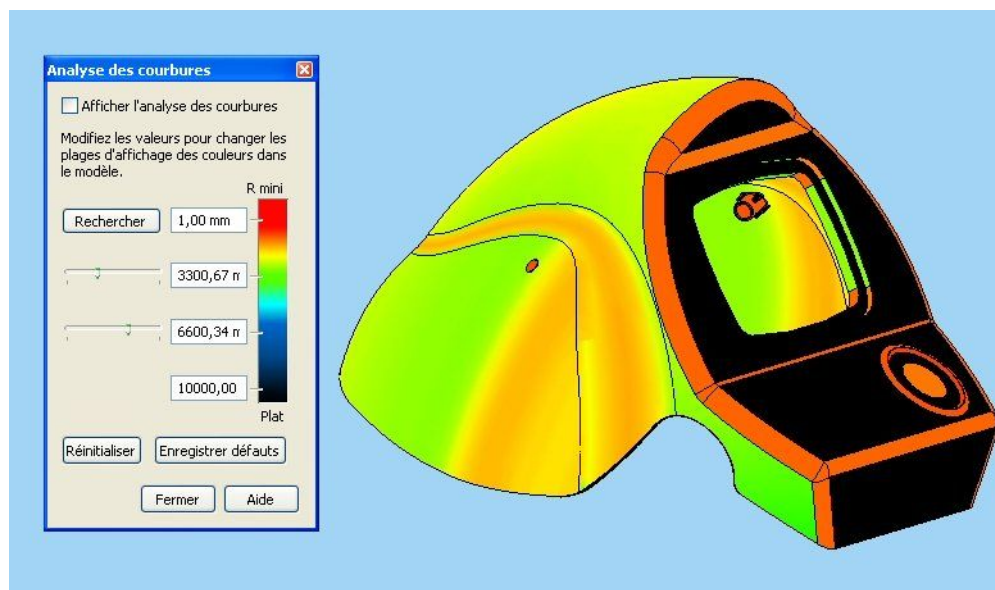 Analyse des courbures
Afficher l'analyse des courbures
Modifiez les valeurs pour changer les
plages d'affichage des couleurs dans
le modèle.
R mini
Rechercher
1,00 mm
3300,67 m
6600,34 m
10000,00
Plat
Réinitialiser
Enregistrer défauts
Fermer
Aide